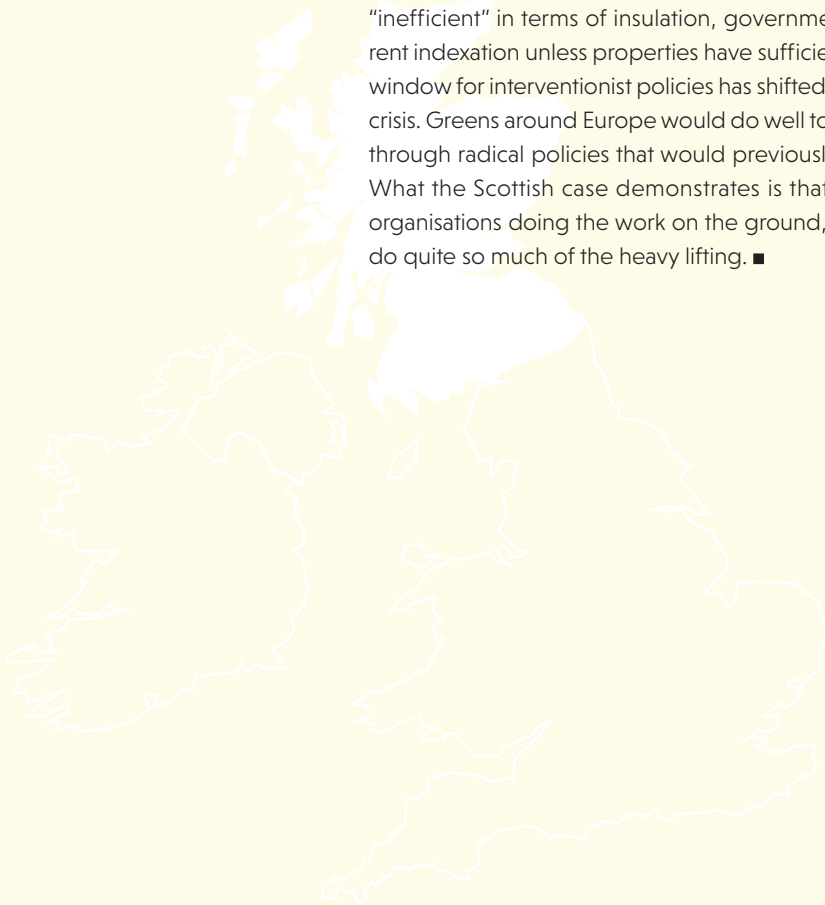 “inefficient” in terms of insulation, governme
rent indexation unless properties have sufficie
window for interventionist policies has shifted
crisis. Greens around Europe would do well to
through radical policies that would previousl
What the Scottish case demonstrates is that
organisations doing the work on the ground,
do quite so much of the heavy lifting. ■